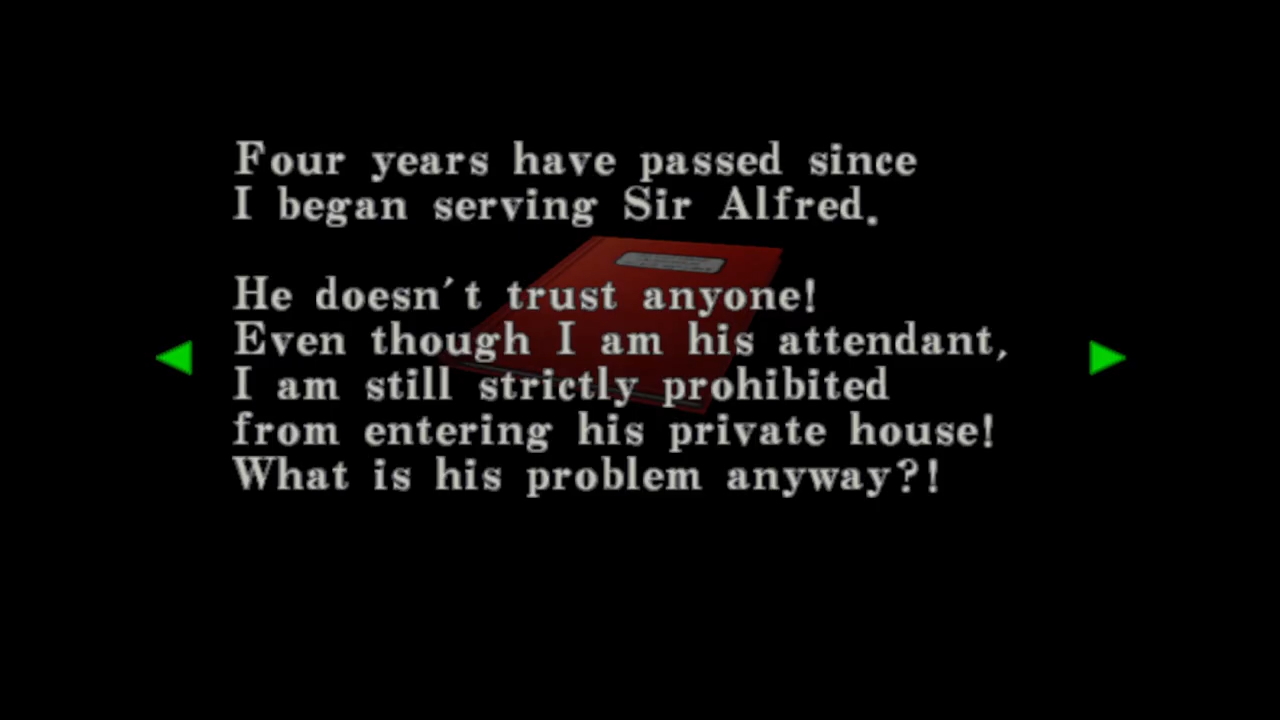 Four years have passed since
I began serving Sir Alfred.
He doesn't trust anyone!
Even though I am his attendant,
I am still strictly prohibited
from entering his private house!
What is his problem anyway?!